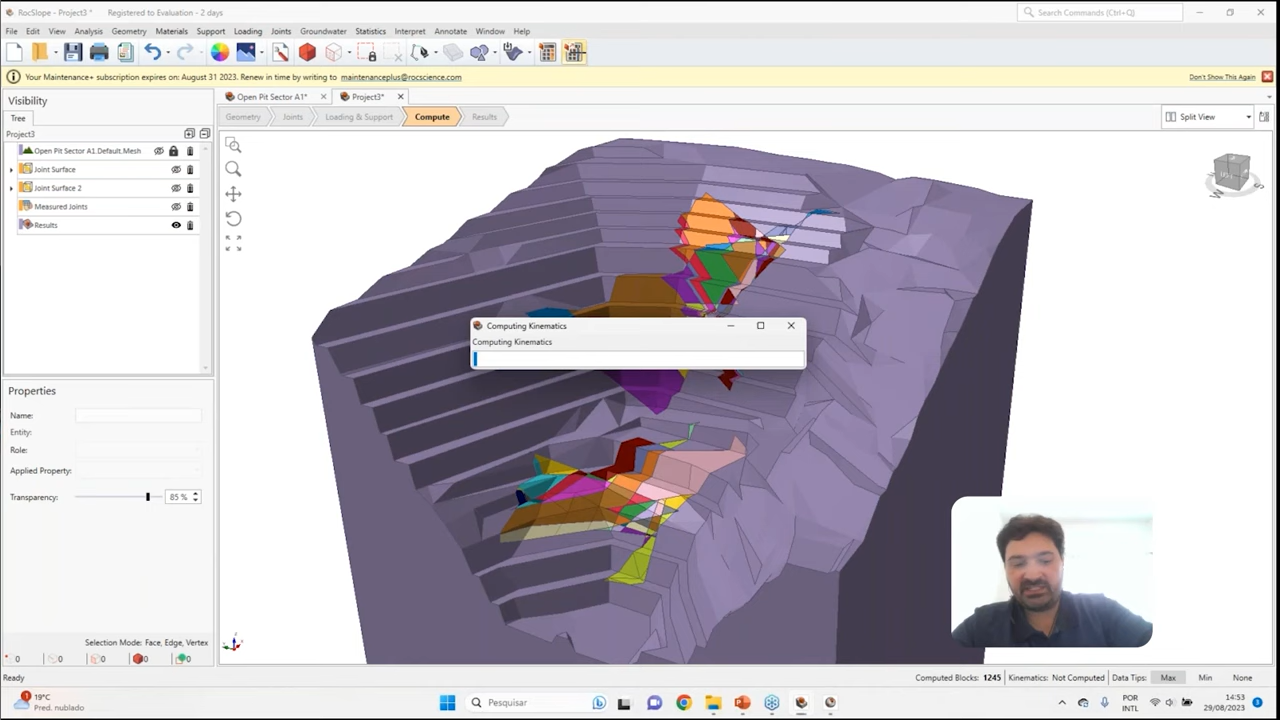 RocSlope - Project3 *
Registered to Evaluation - 2 days
Search Commands (Ctrl+Q)
File Edit View Analysis Geometry Materials Support Loading Joints Groundwater Statistics Interpret Annotate Window Help
Your Maintenance+ subscription expires on: August 31 2023. Renew in time by writing to maintenanceplus@rocscience.com
Don't Show This Again
Visibility
Tree
Project3
Open Pit Sector A1.Default.Mesh
Joint Surface
Joint Surface 2
Measured Joints
Results
Open Pit Sector A1*
Project3*
Geometry Joints Loading & Support Compute Results
Split View
Computing Kinematics
Computing Kinematics
Properties
Name:
Entity:
Role:
Applied Property:
Transparency: 85 %
Selection Mode: Face, Edge, Vertex
0 0 0 0 0
Ready
Computed Blocks: 1245 Kinematics: Not Computed Data Tips: Max Min None
19°C
Pred. nublado
Pesquisar
POR
INTL
14:53
29/08/2023